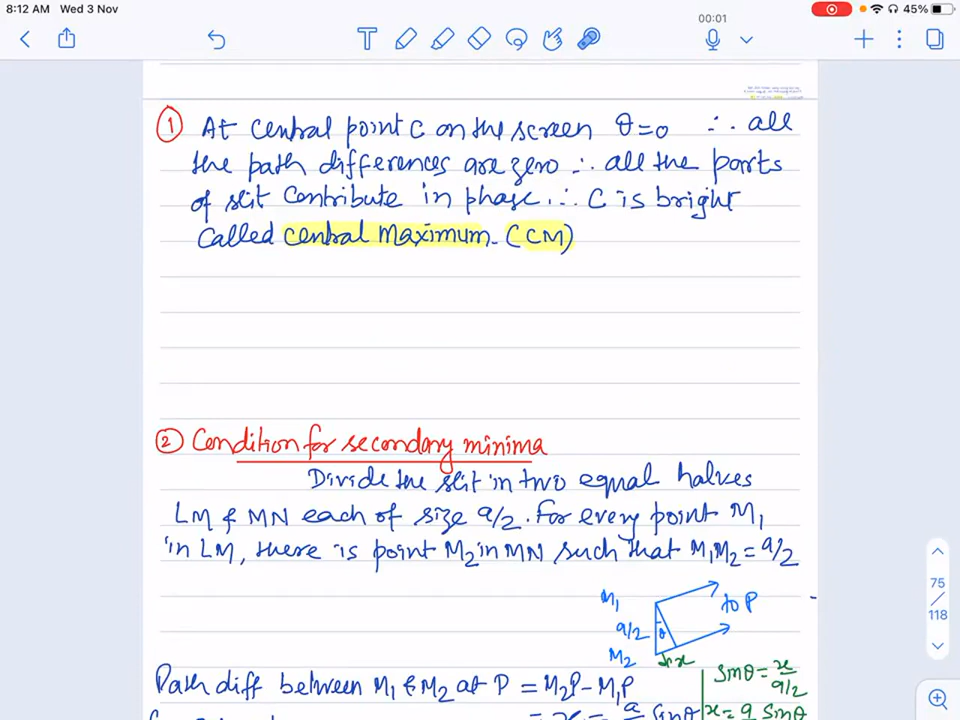 8:12 AM Wed 3 Nov
45%
00:01
T
① At central point C on the screen θ=0 ∴ all
the path differences are zero ∴ all the parts
of slit contribute in phase ∴ C is bright
called central maximum. (CM)
② Condition for secondary minima
Divide the slit in two equal halves
LM & MN each of size a/2. For every point M₁
in LM, there is point M₂ in MN such that M₁M₂ = a/2
M₁
to P
a/2
θ
M₂
x
75
/
118
Path diff between M₁ & M₂ at P = M₂P - M₁P
sinθ = x/a/2
= x = a/2 sinθ
x = a sinθ